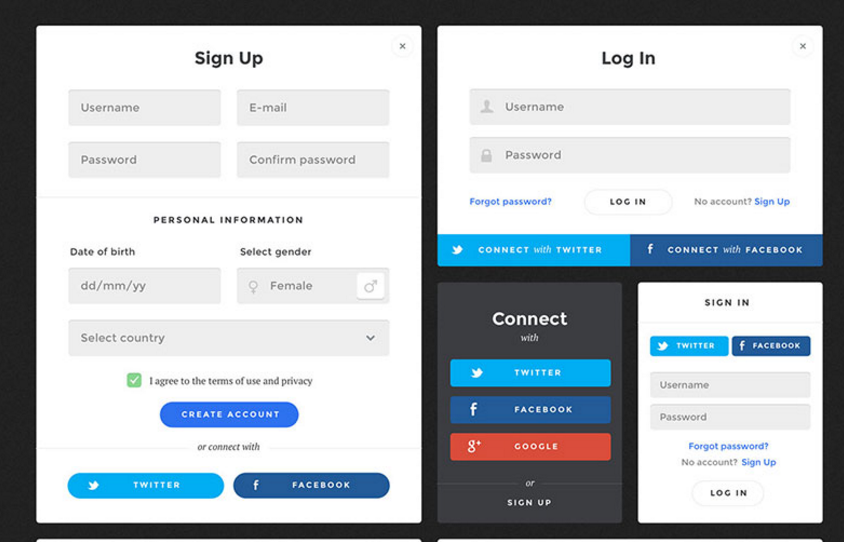 Sign Up
Username
E-mail
Password
Confirm password
PERSONAL INFORMATION
Date of birth
Select gender
dd/mm/yy
Female
Select country
I agree to the terms of use and privacy
CREATE ACCOUNT
or connect with
TWITTER
FACEBOOK
Log In
Username
Password
Forgot password?
LOG IN
No account? Sign Up
CONNECT with TWITTER
CONNECT with FACEBOOK
Connect
with
TWITTER
FACEBOOK
g+ GOOGLE
or
SIGN UP
SIGN IN
TWITTER
FACEBOOK
Username
Password
Forgot password?
No account? Sign Up
LOG IN